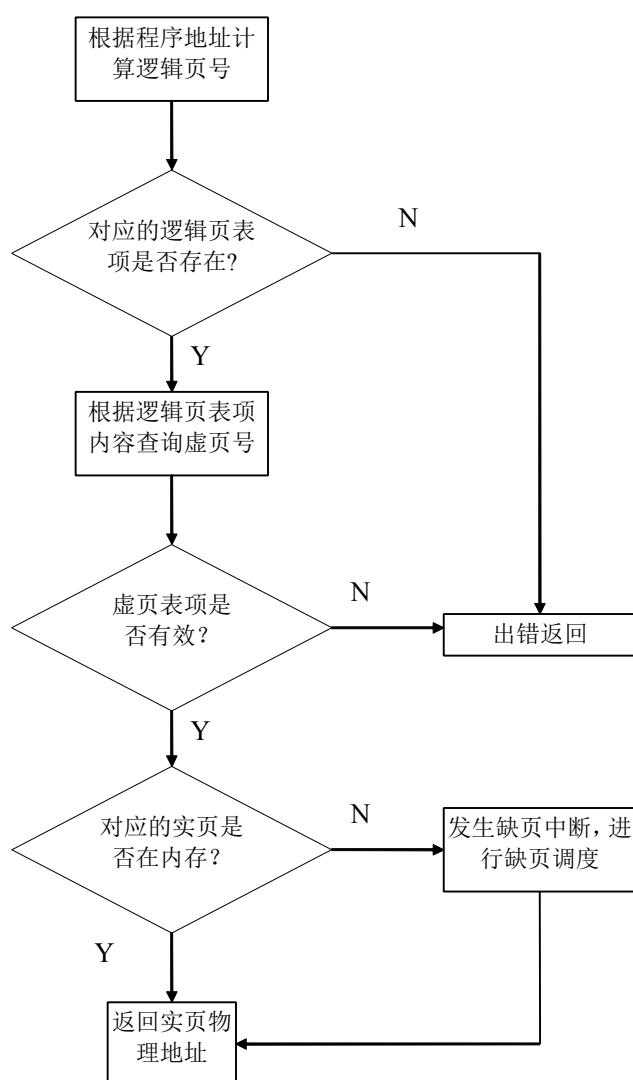 根据程序地址计
算逻辑页号
对应的逻辑页表
项是否存在?
N
Y
根据逻辑页表项
内容查询虚页号
虚页表项是
否有效？
N
出错返回
Y
对应的实页是
否在内存？
N
发生缺页中断，进
行缺页调度
Y
返回实页物
理地址